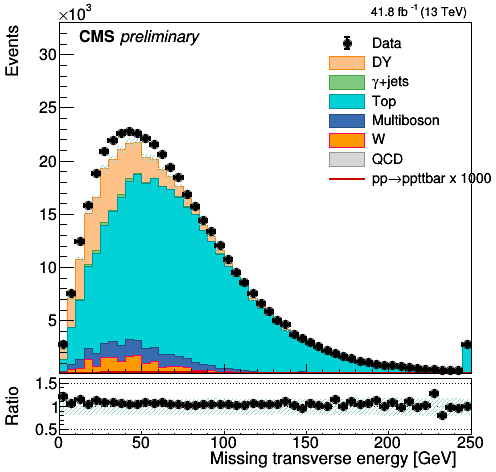 ×10³
41.8 fb⁻¹ (13 TeV)
CMS preliminary
Events
Data
DY
γ+jets
Top
Multiboson
W
QCD
pp→ppttbar x 1000
30
25
20
15
10
5
Ratio
1.5
1
0.5
0 50 100 150 200 250
Missing transverse energy [GeV]